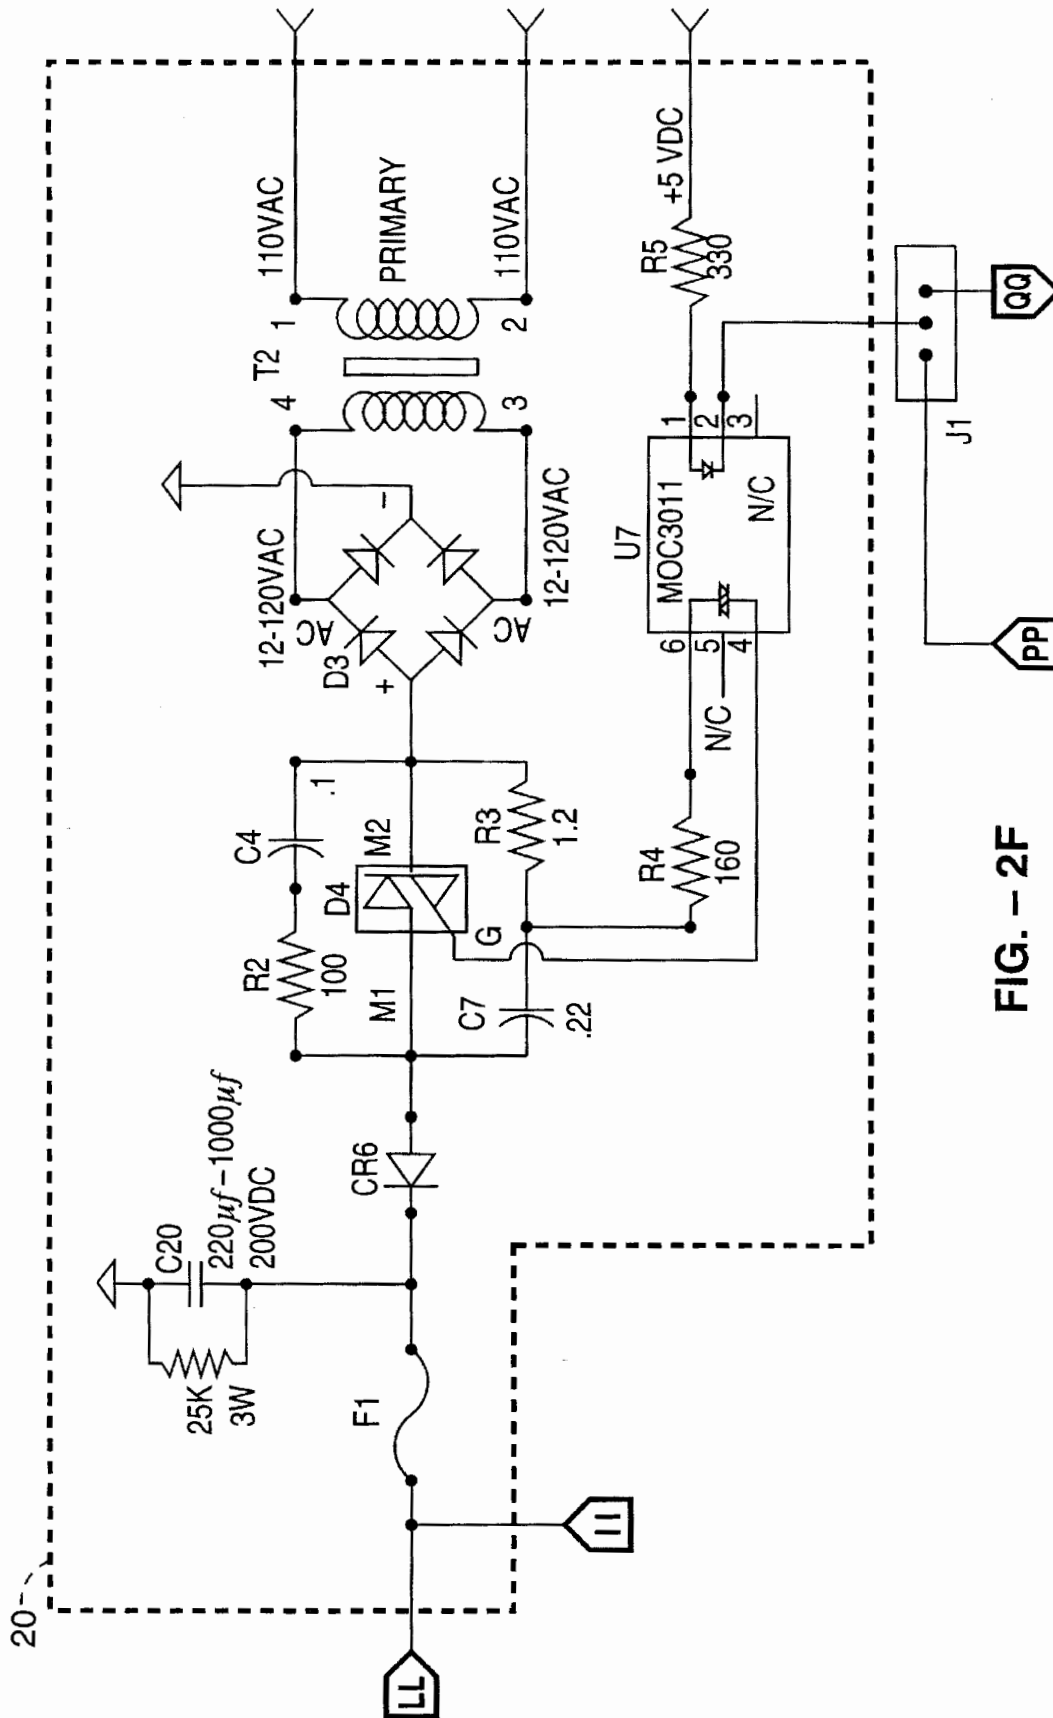 20
LL
II
F1
25K
3W
C20
220μf–1000μf
200VDC
CR6
R2
100
C4
.1
M1
D4
M2
G
C7
.22
R3
1.2
R4
160
D3
+
–
AC
AC
12-120VAC
12-120VAC
T2
4
3
1
2
PRIMARY
110VAC
110VAC
U7
MOC3011
N/C
N/C
6
5
4
1
2
3
R5
330
+5 VDC
J1
PP
QQ
FIG. – 2F